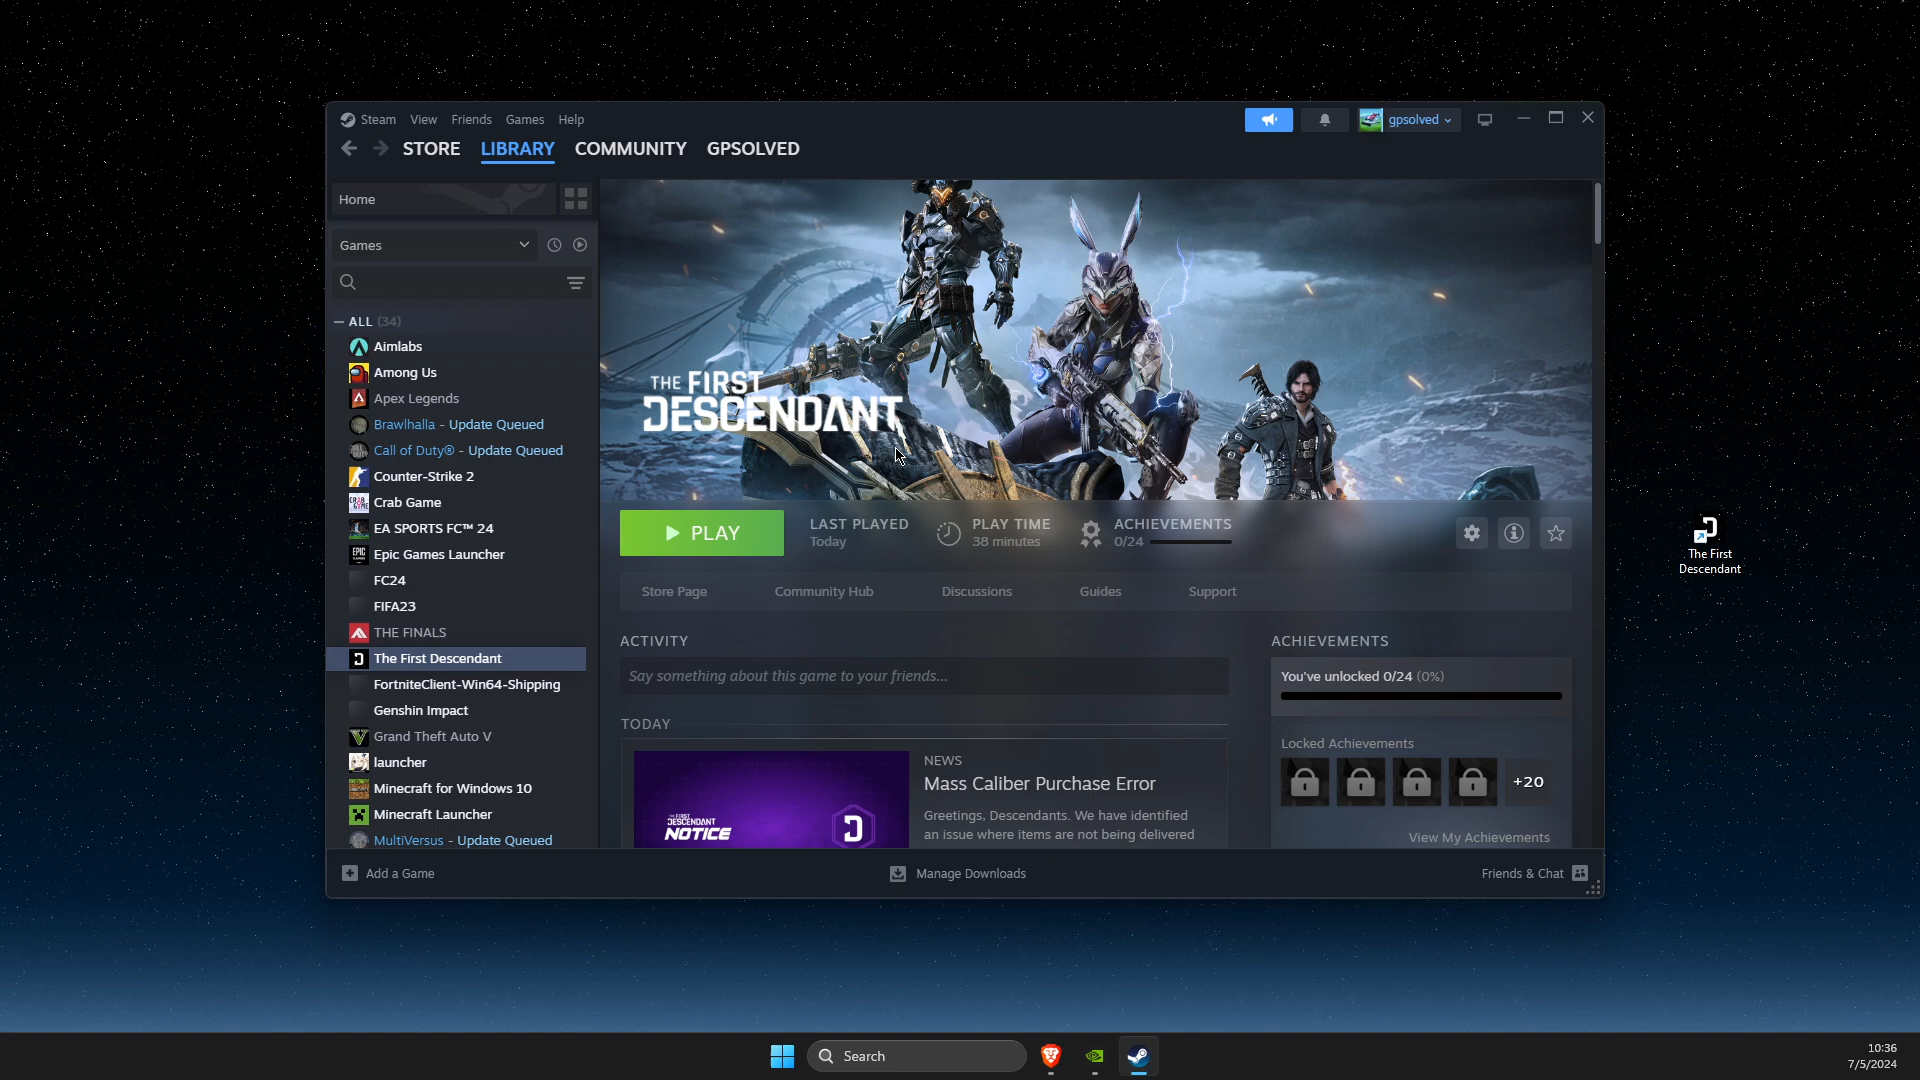 Steam View Friends Games Help
gpsolved
STORE LIBRARY COMMUNITY GPSOLVED
Home
Games
ALL (34)
Aimlabs
Among Us
Apex Legends
Brawlhalla - Update Queued
Call of Duty® - Update Queued
Counter-Strike 2
Crab Game
EA SPORTS FC™ 24
Epic Games Launcher
FC24
FIFA23
THE FINALS
The First Descendant
FortniteClient-Win64-Shipping
Genshin Impact
Grand Theft Auto V
launcher
Minecraft for Windows 10
Minecraft Launcher
MultiVersus - Update Queued
THE FIRST
DESCENDANT
PLAY
LAST PLAYED
Today
PLAY TIME
38 minutes
ACHIEVEMENTS
0/24
Store Page Community Hub Discussions Guides Support
ACTIVITY
Say something about this game to your friends...
TODAY
THE FIRST
DESCENDANT
NOTICE
NEWS
Mass Caliber Purchase Error
Greetings, Descendants. We have identified
an issue where items are not being delivered
ACHIEVEMENTS
You've unlocked 0/24 (0%)
Locked Achievements
+20
View My Achievements
Add a Game
Manage Downloads
Friends & Chat
The First
Descendant
Search
10:36
7/5/2024